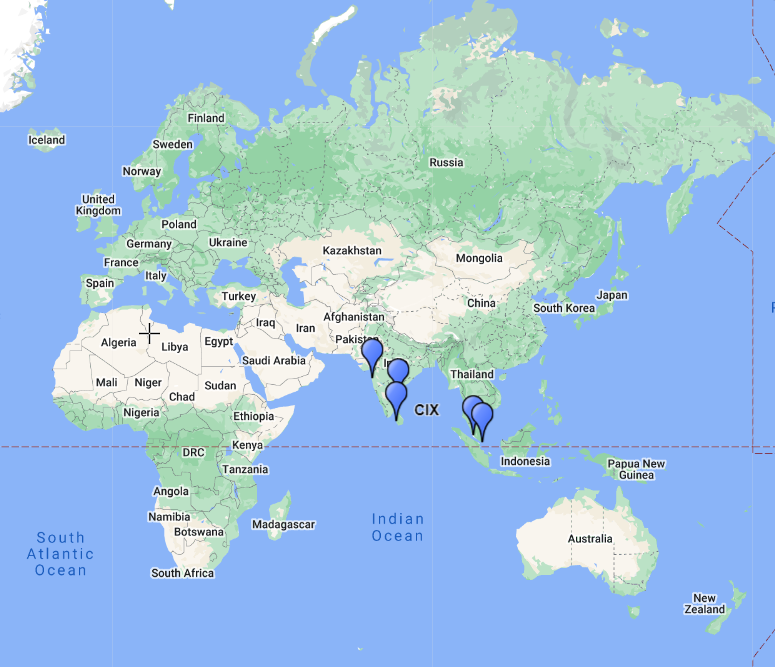 Iceland
Finland
Sweden
Norway
Russia
United
Kingdom
Poland
Germany
Ukraine
France
Kazakhstan
Mongolia
Italy
Spain
Turkey
Japan
China
South Korea
Afghanistan
Iraq
Iran
Algeria
Libya
Egypt
Saudi Arabia
Thailand
Mali
Niger
Sudan
Chad
Nigeria
Ethiopia
CIX
Kenya
DRC
Indonesia
Tanzania
Papua New
Guinea
Angola
Namibia
Botswana
Madagascar
Indian
Ocean
Australia
South
Atlantic
Ocean
South Africa
New
Zealand